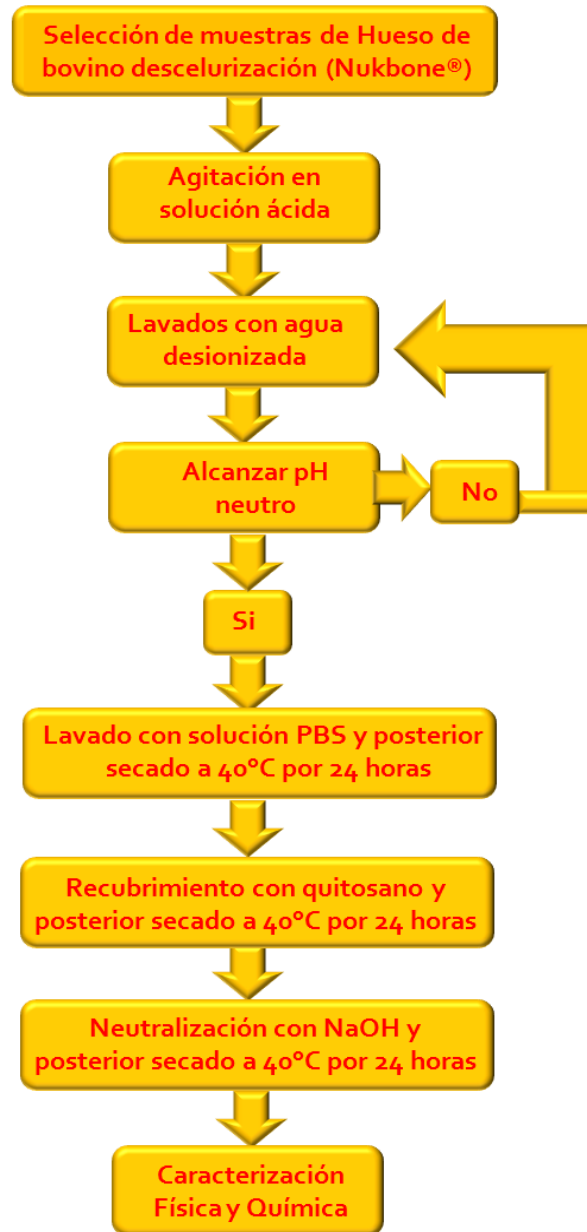 Selección de muestras de Hueso de
bovino descelurización (Nukbone®)
Agitación en
solución ácida
Lavados con agua
desionizada
Alcanzar pH
neutro
No
Si
Lavado con solución PBS y posterior
secado a 40°C por 24 horas
Recubrimiento con quitosano y
posterior secado a 40°C por 24 horas
Neutralización con NaOH y
posterior secado a 40°C por 24 horas
Caracterización
Física y Química